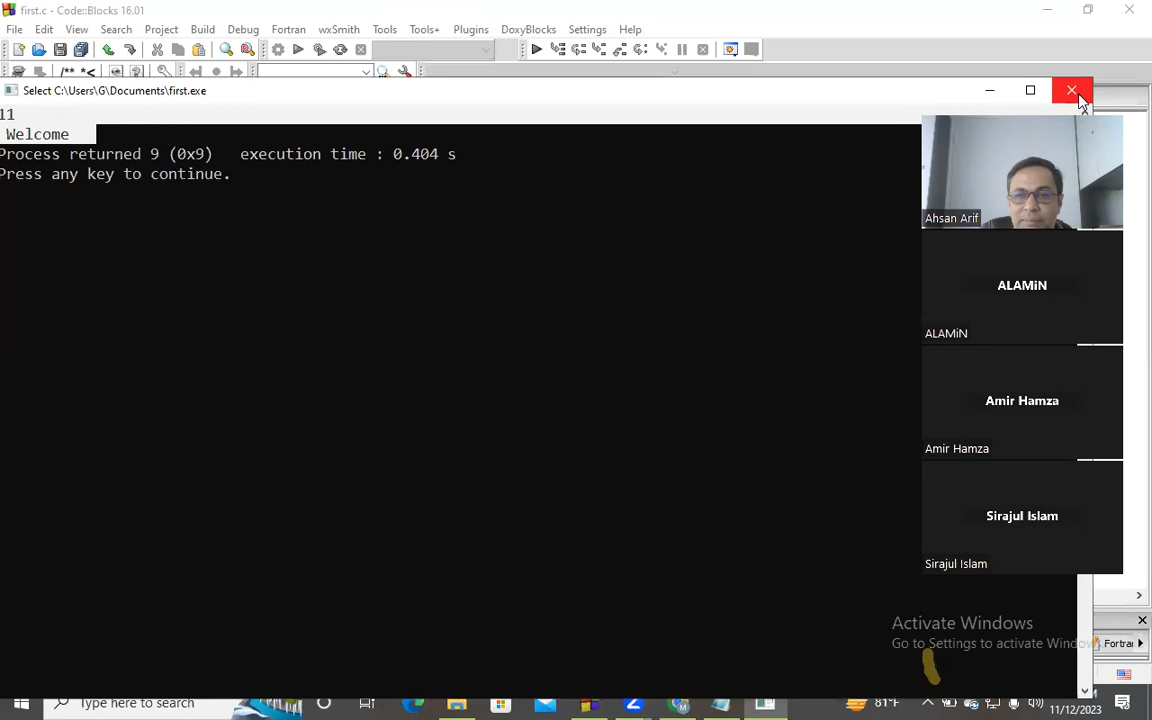 first.c - Code::Blocks 16.01
File Edit View Search Project Build Debug Fortran wxSmith Tools Tools+ Plugins DoxyBlocks Settings Help
/** *<
Select C:\Users\G\Documents\first.exe
11
Welcome
Process returned 9 (0x9)   execution time : 0.404 s
Press any key to continue.
Ahsan Arif
ALAMiN
ALAMiN
Amir Hamza
Amir Hamza
Sirajul Islam
Sirajul Islam
Activate Windows
Go to Settings to activate Windows
Fortran
Type here to search
81°F
11/12/2023